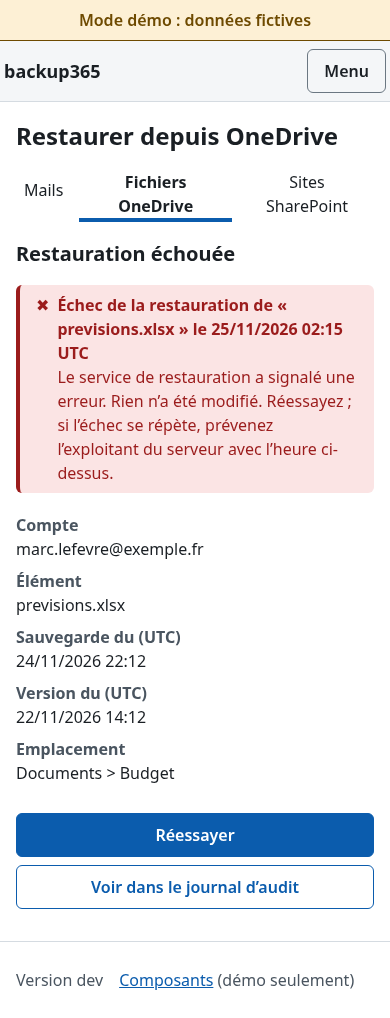 Mode démo : données fictives
backup365
Menu
Restaurer depuis OneDrive
Mails
Fichiers
OneDrive
Sites
SharePoint
Restauration échouée
✖ Échec de la restauration de «
previsions.xlsx » le 25/11/2026 02:15
UTC
Le service de restauration a signalé une
erreur. Rien n’a été modifié. Réessayez ;
si l’échec se répète, prévenez
l’exploitant du serveur avec l’heure ci-
dessus.
Compte
marc.lefevre@exemple.fr
Élément
previsions.xlsx
Sauvegarde du (UTC)
24/11/2026 22:12
Version du (UTC)
22/11/2026 14:12
Emplacement
Documents > Budget
Réessayer
Voir dans le journal d’audit
Version dev Composants (démo seulement)